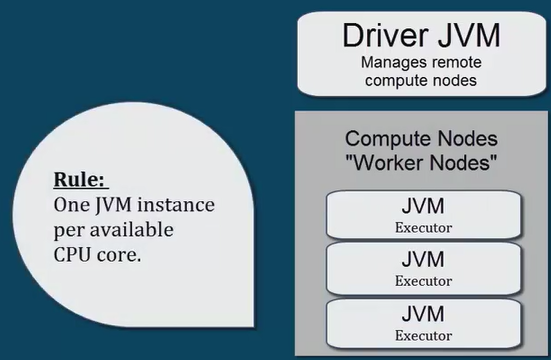 Driver JVM
Manages remote
compute nodes
Rule:
One JVM instance
per available
CPU core.
Compute Nodes
"Worker Nodes"
JVM
Executor
JVM
Executor
JVM
Executor